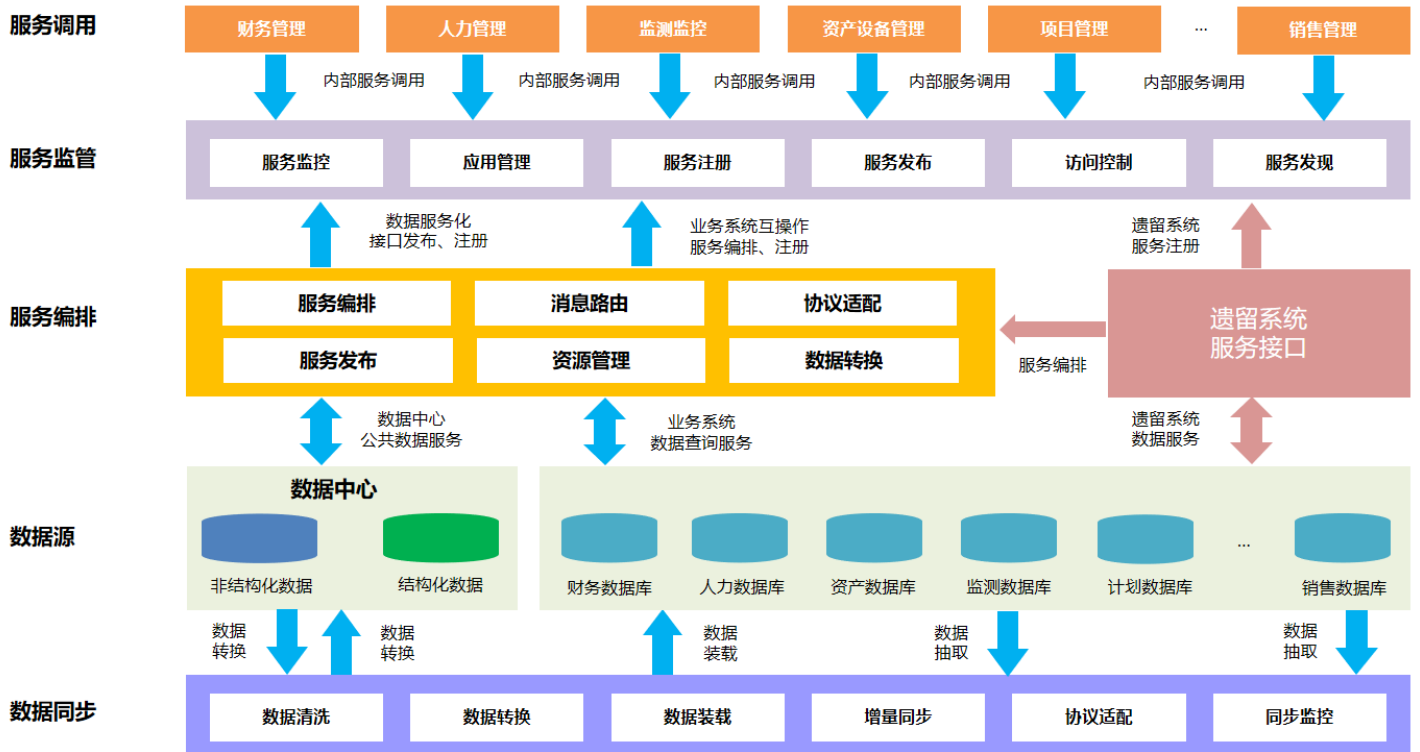 服务调用
财务管理
人力管理
监测监控
资产设备管理
项目管理
...
销售管理
内部服务调用
内部服务调用
内部服务调用
内部服务调用
内部服务调用
服务监管
服务监控
应用管理
服务注册
服务发布
访问控制
服务发现
数据服务化
接口发布、注册
业务系统互操作
服务编排、注册
遗留系统
服务注册
服务编排
服务编排
消息路由
协议适配
服务发布
资源管理
数据转换
服务编排
遗留系统
服务接口
数据中心
公共数据服务
业务系统
数据查询服务
遗留系统
数据服务
数据源
数据中心
非结构化数据
结构化数据
财务数据库
人力数据库
资产数据库
监测数据库
计划数据库
...
销售数据库
数据
转换
数据
转换
数据
装载
数据
抽取
数据
抽取
数据同步
数据清洗
数据转换
数据装载
增量同步
协议适配
同步监控